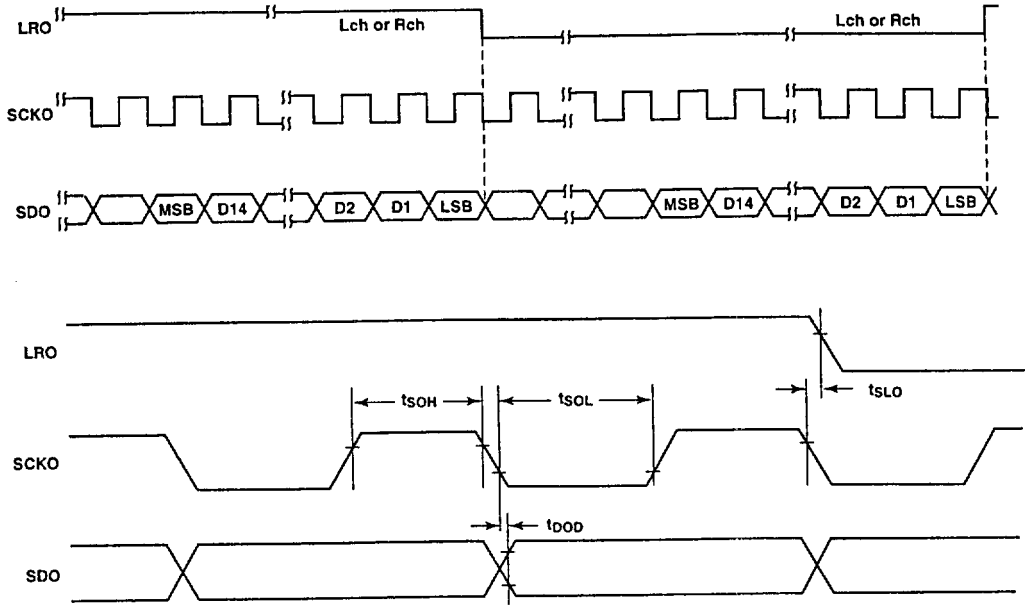 LRO Lch or Rch Lch or Rch
SCKO
SDO MSB D14 D2 D1 LSB MSB D14 D2 D1 LSB
LRO
tSLO
tSOH tSOL
SCKO
tDOD
SDO